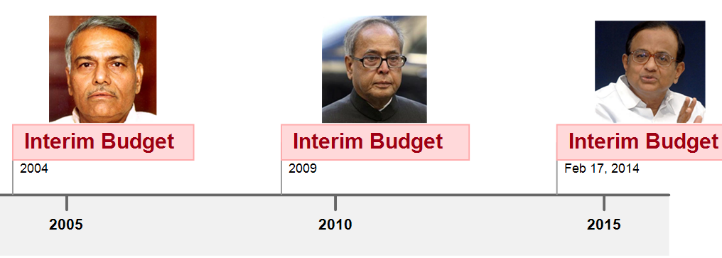 Interim Budget
2004
Interim Budget
2009
Interim Budget
Feb 17, 2014
2005
2010
2015